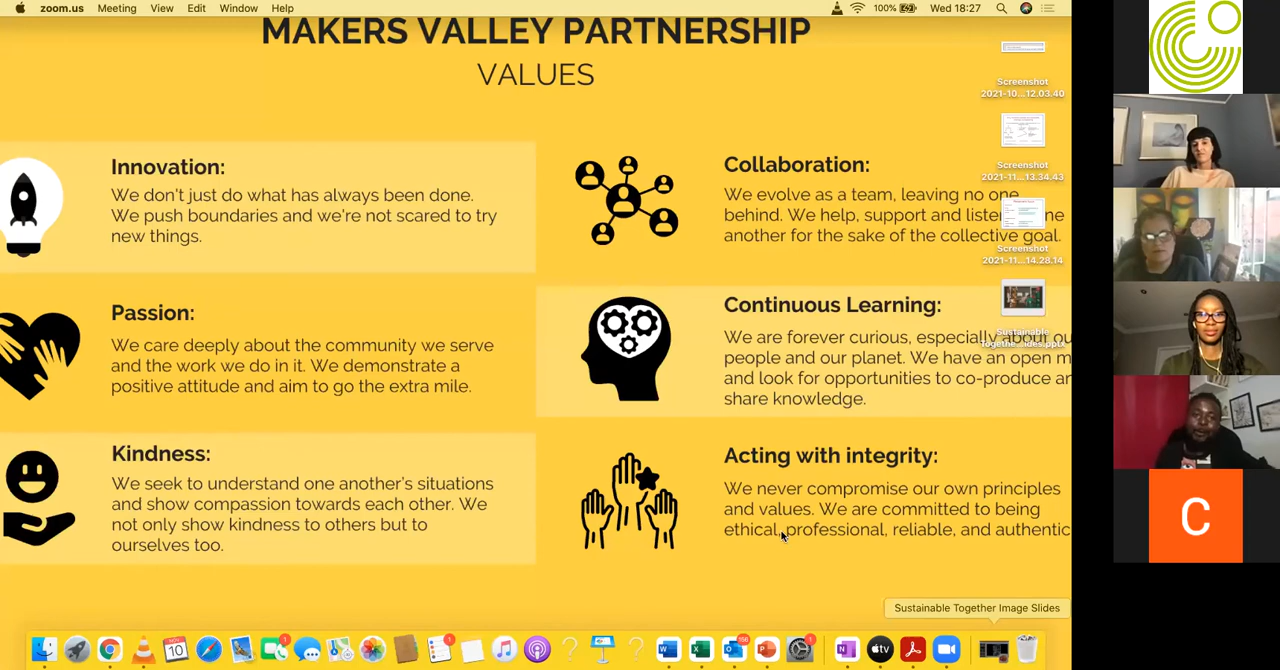 zoom.us Meeting View Edit Window Help 100% Wed 18:27
MAKERS VALLEY PARTNERSHIP
VALUES
Innovation:
We don't just do what has always been done.
We push boundaries and we're not scared to try
new things.
Passion:
We care deeply about the community we serve
and the work we do in it. We demonstrate a
positive attitude and aim to go the extra mile.
Kindness:
We seek to understand one another's situations
and show compassion towards each other. We
not only show kindness to others but to
ourselves too.
Collaboration:
We evolve as a team, leaving no one
behind. We help, support and listen
another for the sake of the collective goal.
Continuous Learning:
We are forever curious, especially about
people and our planet. We have an open
and look for opportunities to co-produce
share knowledge.
Acting with integrity:
We never compromise our own principles
and values. We are committed to being
ethical, professional, reliable, and authentic
Screenshot
2021-10...12.03.40
Screenshot
2021-11...13.34.43
Screenshot
2021-11...14.28.14
Sustainable
Togethe...ides.pptx
C
Sustainable Together Image Slides
NOV
10
1
1
1